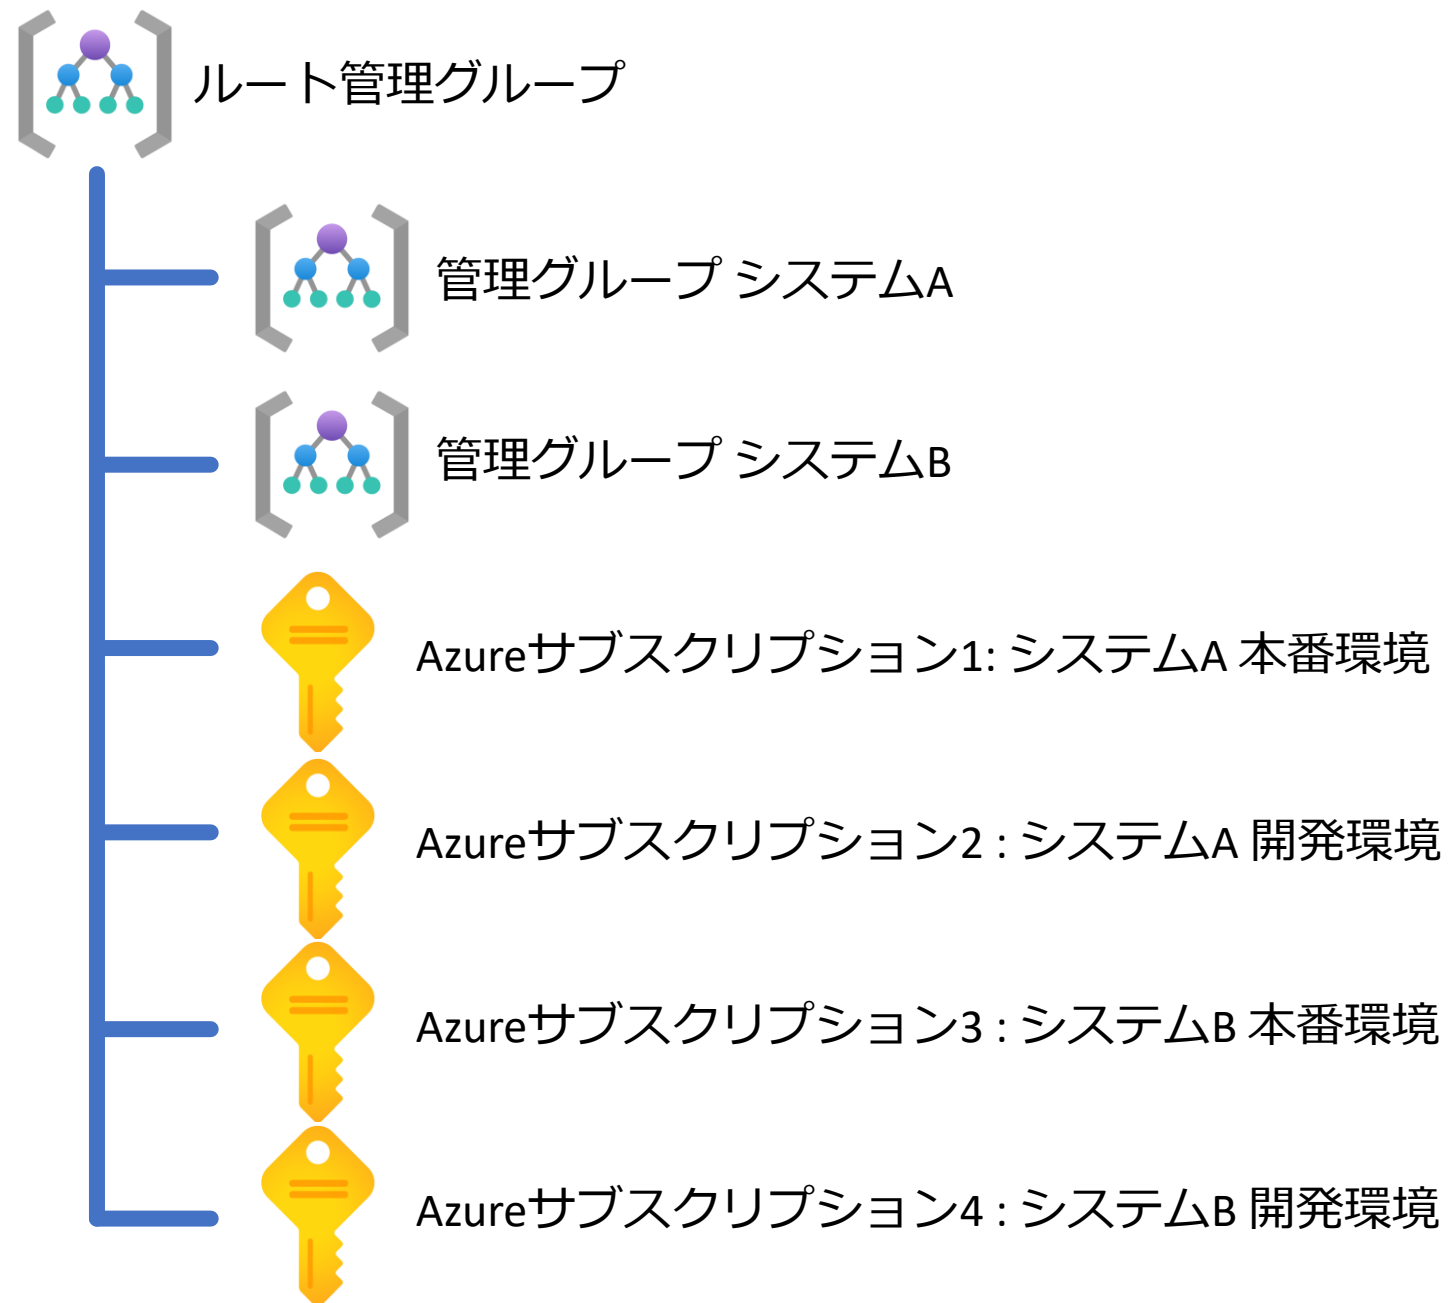 ルート管理グループ
管理グループ システムA
管理グループ システムB
Azureサブスクリプション1: システムA 本番環境
Azureサブスクリプション2 : システムA 開発環境
Azureサブスクリプション3 : システムB 本番環境
Azureサブスクリプション4 : システムB 開発環境